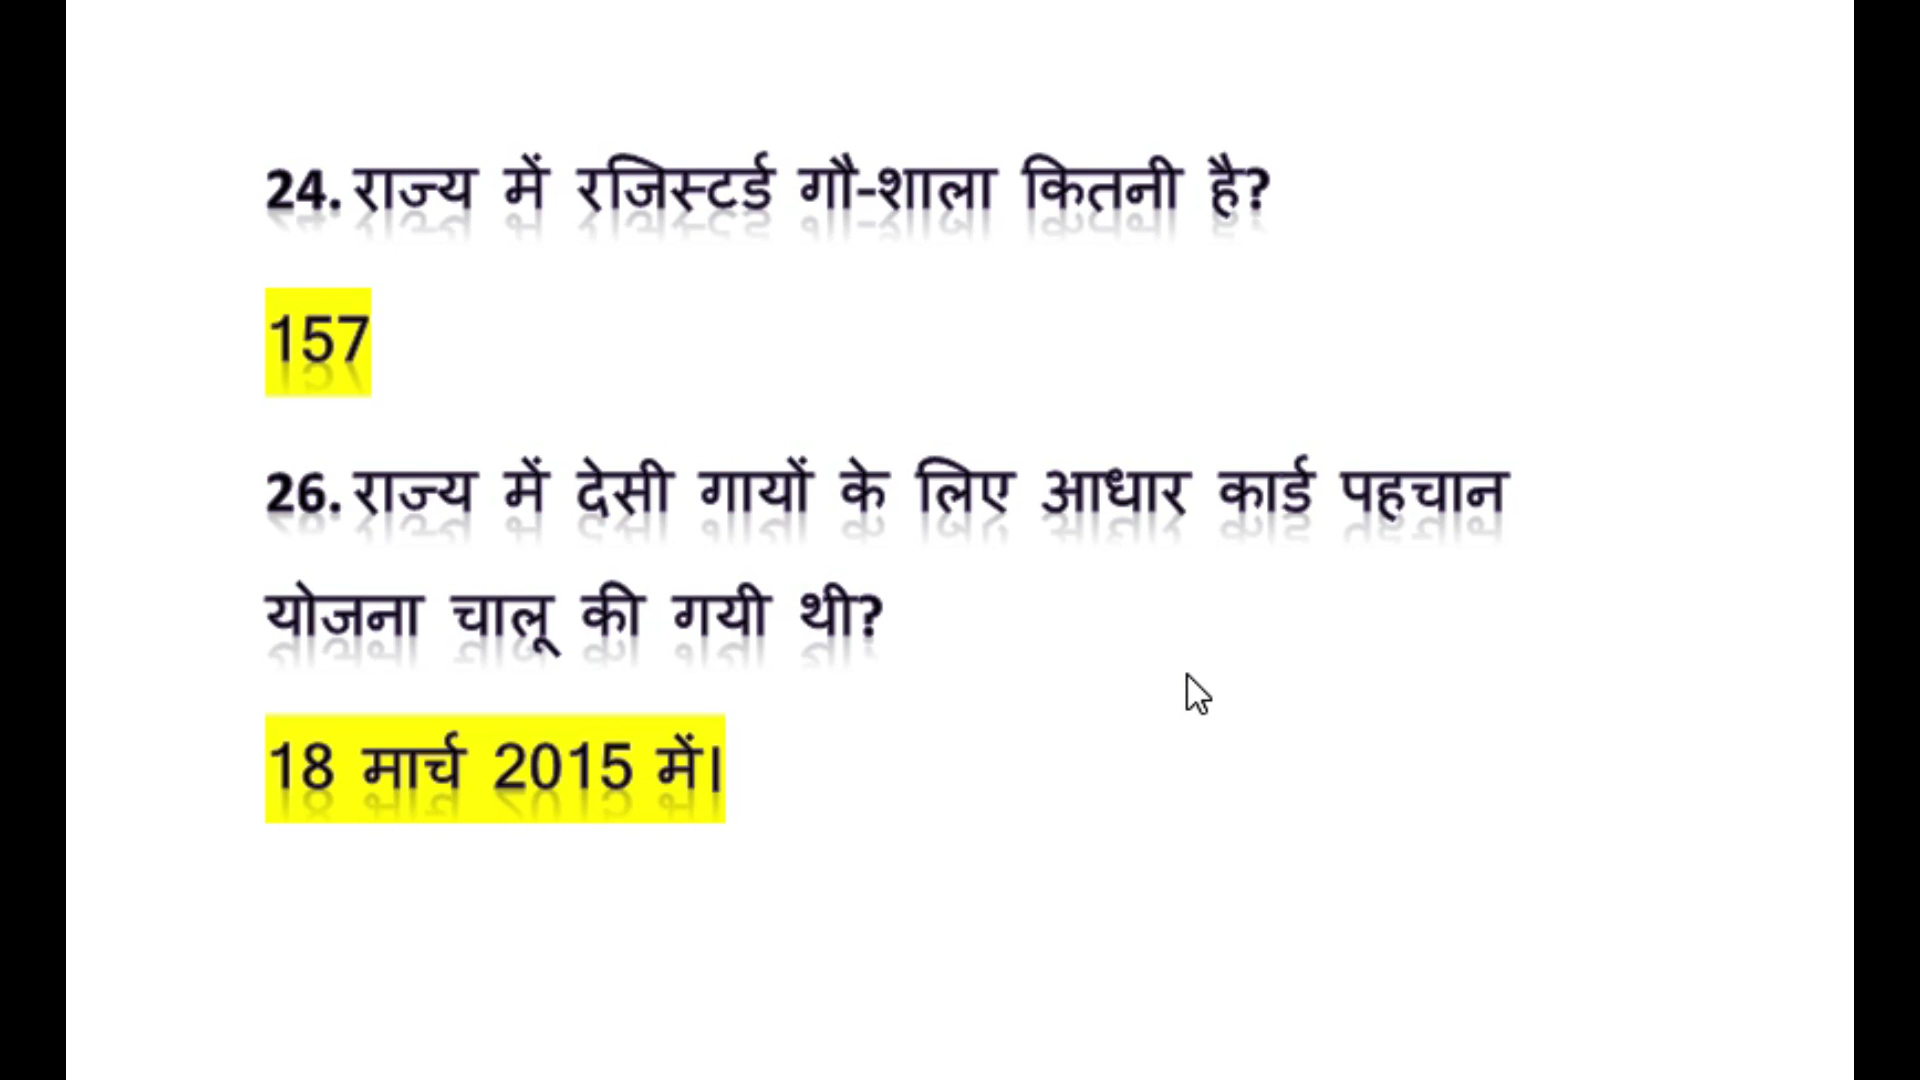 24. राज्य में रजिस्टर्ड गौ-शाला कितनी है?
157
26. राज्य में देसी गायों के लिए आधार कार्ड पहचान
योजना चालू की गयी थी?
18 मार्च 2015 में।